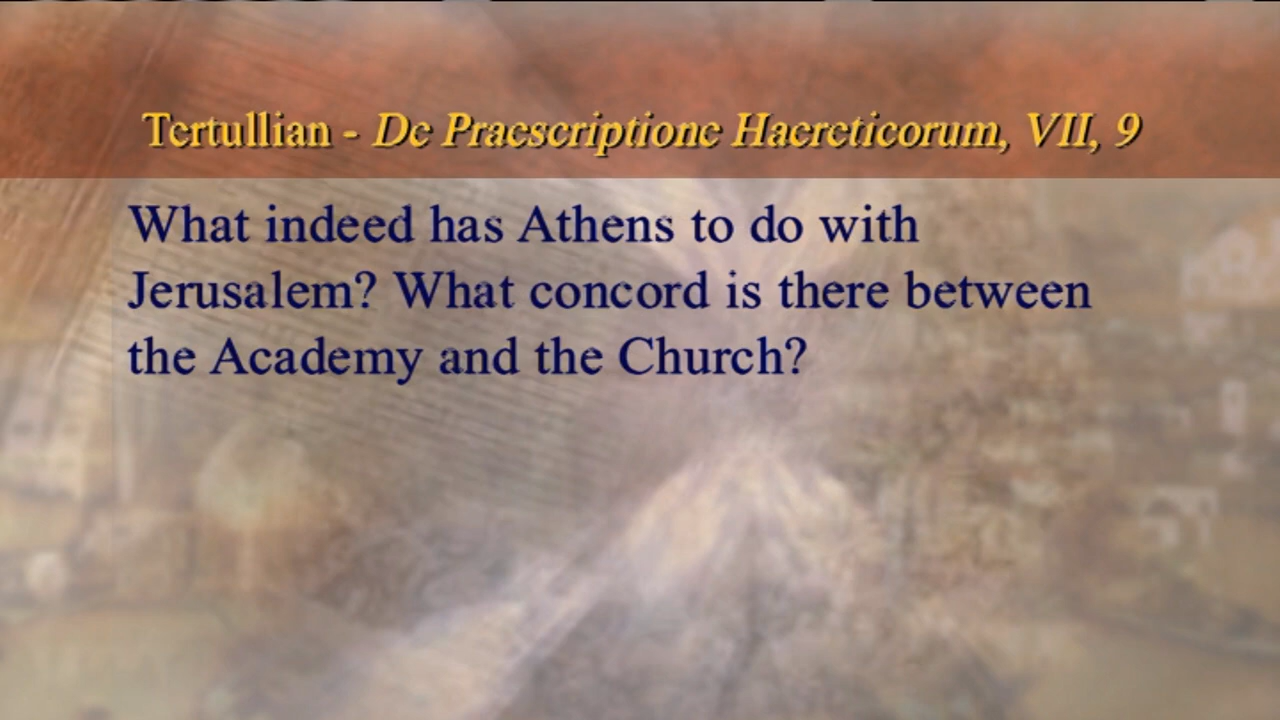 Tertullian - De Praescriptione Haereticorum, VII, 9
What indeed has Athens to do with
Jerusalem? What concord is there between
the Academy and the Church?